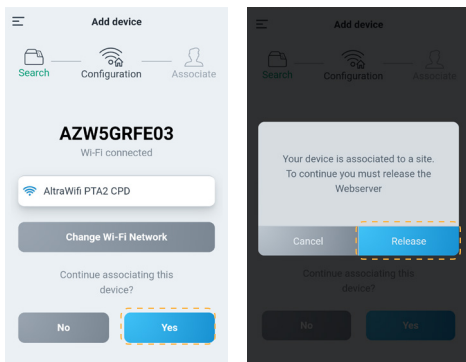 Add device
Search
Configuration
Associate
AZW5GRFE03
Wi-Fi connected
AltraWifi PTA2 CPD
Change Wi-Fi Network
Continue associating this
device?
No
Yes
Add device
Search
Configuration
Associate
Your device is associated to a site.
To continue you must release the
Webserver
Cancel
Release
Continue associating this
device?
No
Yes